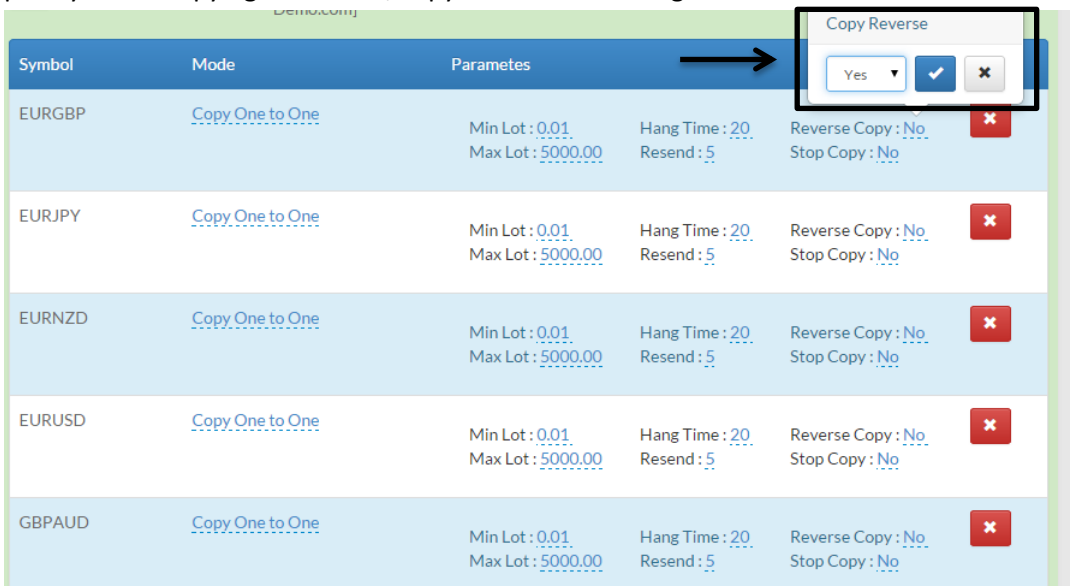 Demo.com]
Copy Reverse
Yes
Symbol Mode Parametes
EURGBP Copy One to One
Min Lot : 0.01 Hang Time : 20 Reverse Copy : No
Max Lot : 5000.00 Resend : 5 Stop Copy : No
EURJPY Copy One to One
Min Lot : 0.01 Hang Time : 20 Reverse Copy : No
Max Lot : 5000.00 Resend : 5 Stop Copy : No
EURNZD Copy One to One
Min Lot : 0.01 Hang Time : 20 Reverse Copy : No
Max Lot : 5000.00 Resend : 5 Stop Copy : No
EURUSD Copy One to One
Min Lot : 0.01 Hang Time : 20 Reverse Copy : No
Max Lot : 5000.00 Resend : 5 Stop Copy : No
GBPAUD Copy One to One
Min Lot : 0.01 Hang Time : 20 Reverse Copy : No
Max Lot : 5000.00 Resend : 5 Stop Copy : No